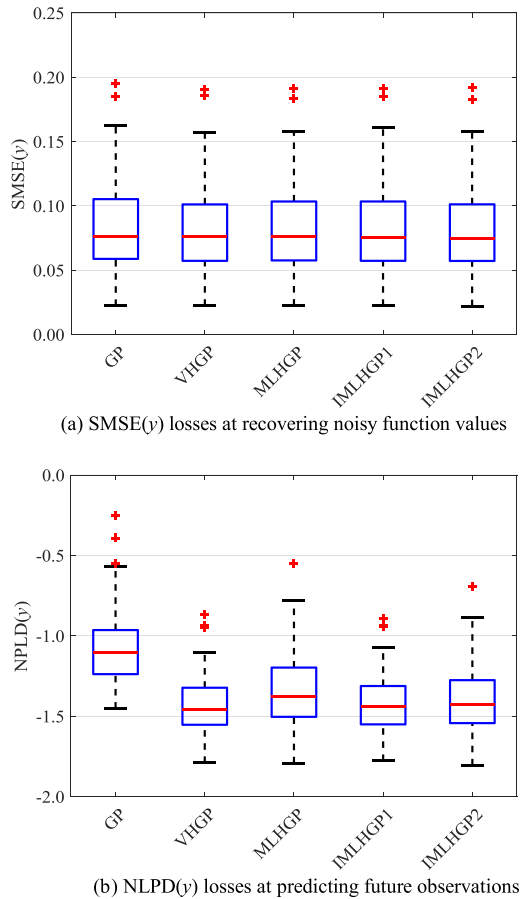 0.25
0.20
0.15
0.10
0.05
0.00
SMSE(y)
GP
VHGP
MLHGP
IMLHGP1
IMLHGP2
(a) SMSE(y) losses at recovering noisy function values
0.0
-0.5
-1.0
-1.5
-2.0
NPLD(y)
GP
VHGP
MLHGP
IMLHGP1
IMLHGP2
(b) NLPD(y) losses at predicting future observations